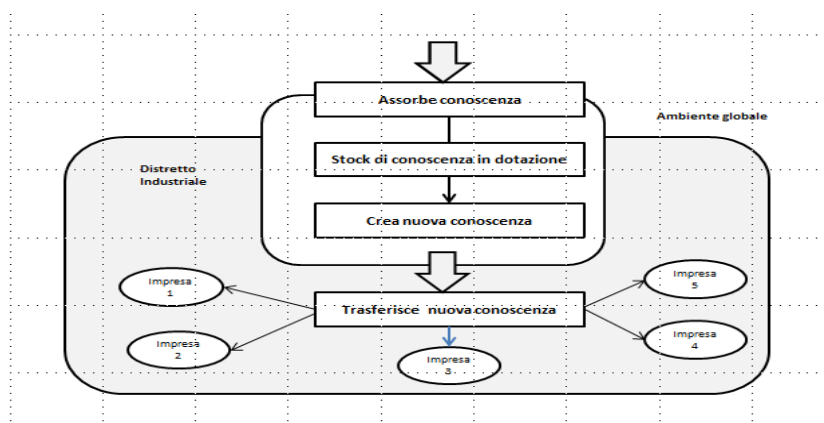 Assorbe conoscenza
Ambiente globale
Stock di conoscenza in dotazione
Distretto
Industriale
Crea nuova conoscenza
Impresa
1
Impresa
5
Trasferisce nuova conoscenza
Impresa
2
Impresa
4
Impresa
3